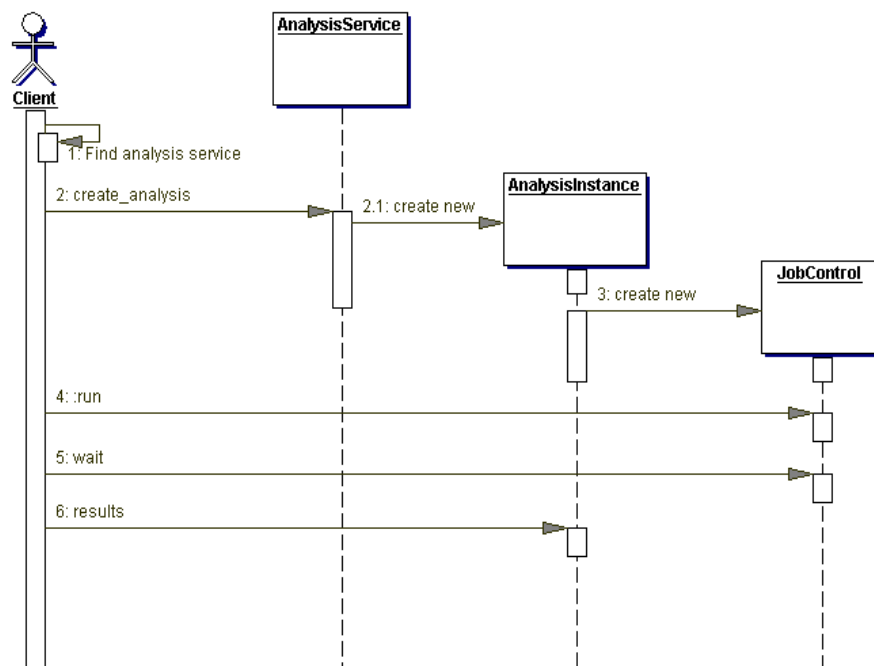 AnalysisService
Client
1: Find analysis service
AnalysisInstance
2: create_analysis
2.1: create new
JobControl
3: create new
4: :run
5: wait
6: results